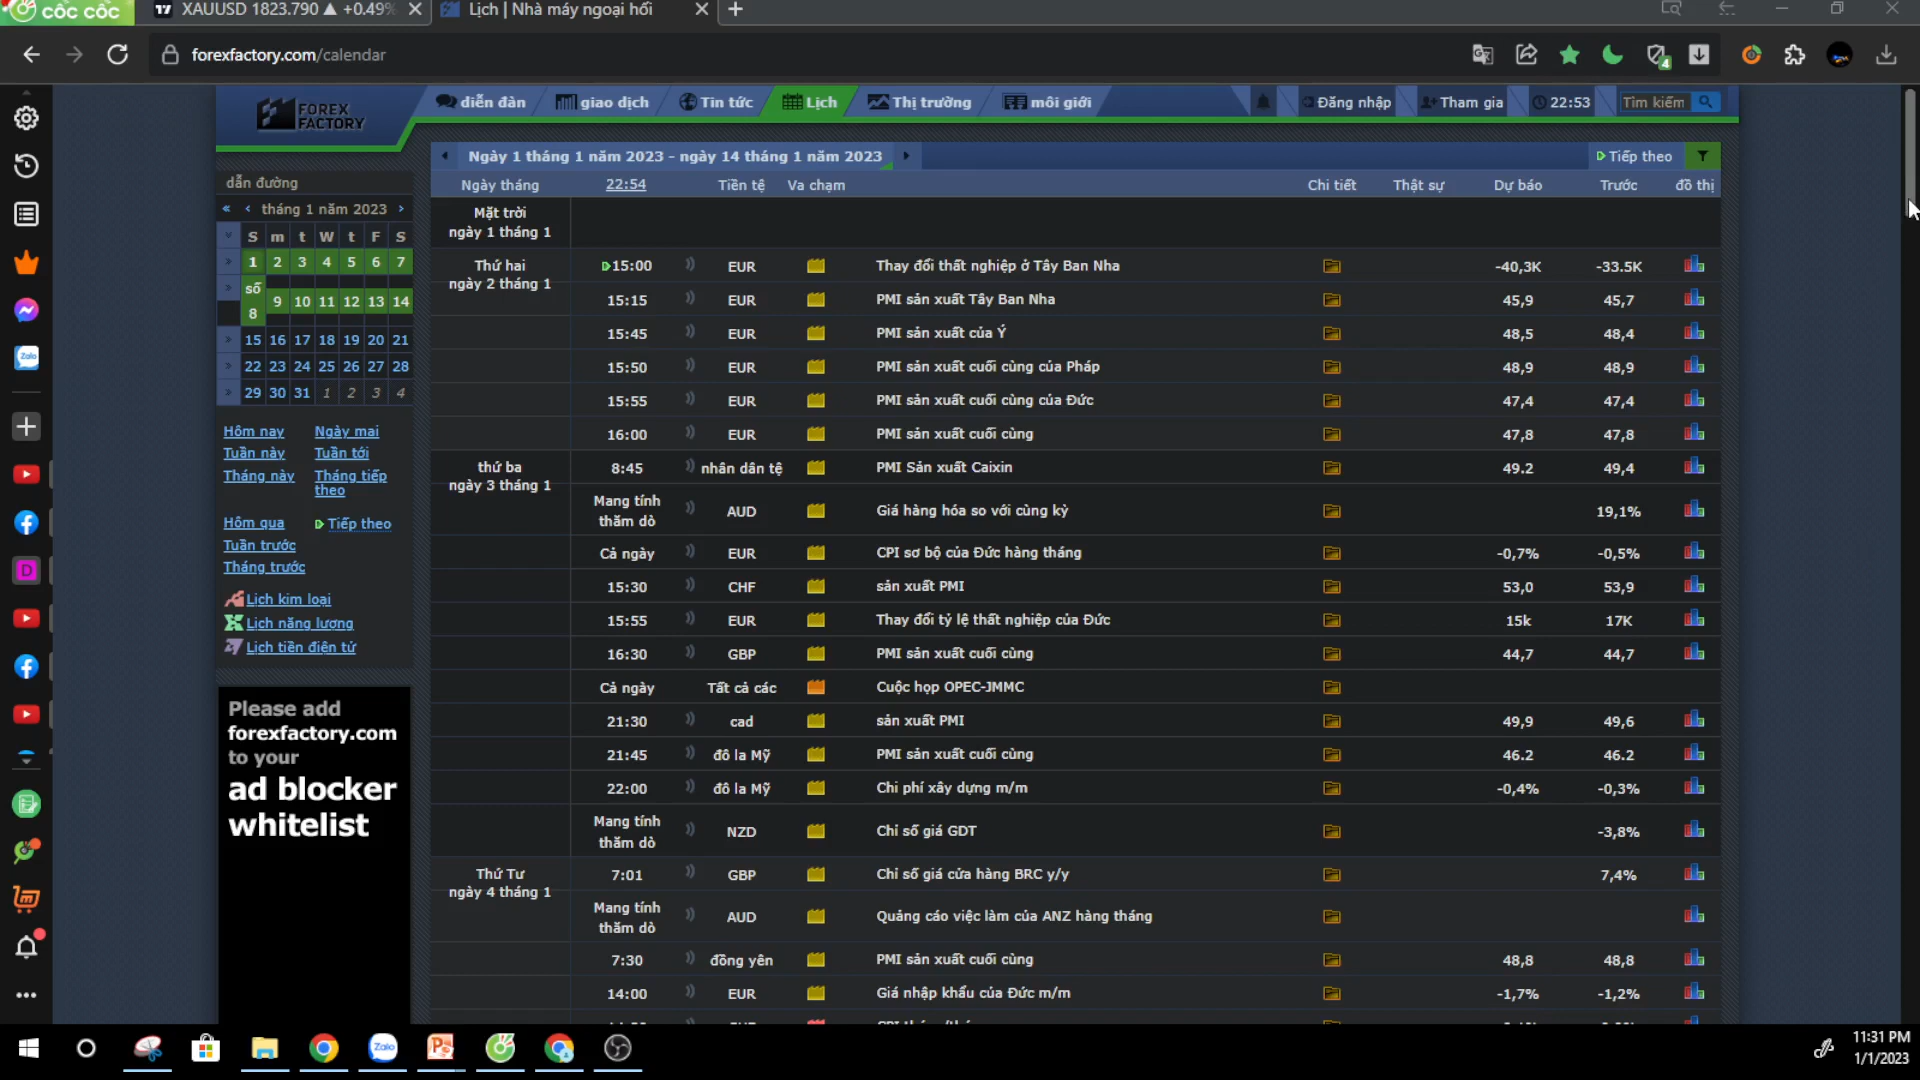 cốc cốc
XAUUSD 1823.790 ▲ +0.49%
Lịch | Nhà máy ngoại hối
forexfactory.com/calendar
FOREX
FACTORY
diễn đàn
giao dịch
Tin tức
Lịch
Thị trường
môi giới
Đăng nhập
Tham gia
22:53
Tìm kiếm
dẫn đường
« ‹ tháng 1 năm 2023 ›
S m t W t F S
1 2 3 4 5 6 7
số 8 9 10 11 12 13 14
15 16 17 18 19 20 21
22 23 24 25 26 27 28
29 30 31 1 2 3 4
Hôm nay Ngày mai
Tuần này Tuần tới
Tháng này Tháng tiếp theo
Hôm qua Tiếp theo
Tuần trước
Tháng trước
Lịch kim loại
Lịch năng lượng
Lịch tiền điện tử
Please add
forexfactory.com
to your
ad blocker
whitelist
Ngày 1 tháng 1 năm 2023 - ngày 14 tháng 1 năm 2023
Tiếp theo
Ngày tháng 22:54 Tiền tệ Va chạm Chi tiết Thật sự Dự báo Trước đồ thị
Mặt trời
ngày 1 tháng 1
Thứ hai
ngày 2 tháng 1
15:00 EUR Thay đổi thất nghiệp ở Tây Ban Nha -40,3K -33.5K
15:15 EUR PMI sản xuất Tây Ban Nha 45,9 45,7
15:45 EUR PMI sản xuất của Ý 48,5 48,4
15:50 EUR PMI sản xuất cuối cùng của Pháp 48,9 48,9
15:55 EUR PMI sản xuất cuối cùng của Đức 47,4 47,4
16:00 EUR PMI sản xuất cuối cùng 47,8 47,8
thứ ba
ngày 3 tháng 1
8:45 nhân dân tệ PMI Sản xuất Caixin 49.2 49,4
Mang tính thăm dò AUD Giá hàng hóa so với cùng kỳ 19,1%
Cả ngày EUR CPI sơ bộ của Đức hàng tháng -0,7% -0,5%
15:30 CHF sản xuất PMI 53,0 53,9
15:55 EUR Thay đổi tỷ lệ thất nghiệp của Đức 15k 17K
16:30 GBP PMI sản xuất cuối cùng 44,7 44,7
Cả ngày Tất cả các Cuộc họp OPEC-JMMC
21:30 cad sản xuất PMI 49,9 49,6
21:45 đô la Mỹ PMI sản xuất cuối cùng 46.2 46.2
22:00 đô la Mỹ Chi phí xây dựng m/m -0,4% -0,3%
Mang tính thăm dò NZD Chỉ số giá GDT -3,8%
Thứ Tư
ngày 4 tháng 1
7:01 GBP Chỉ số giá cửa hàng BRC y/y 7,4%
Mang tính thăm dò AUD Quảng cáo việc làm của ANZ hàng tháng
7:30 đồng yên PMI sản xuất cuối cùng 48,8 48,8
14:00 EUR Giá nhập khẩu của Đức m/m -1,7% -1,2%
Zalo
11:31 PM
1/1/2023